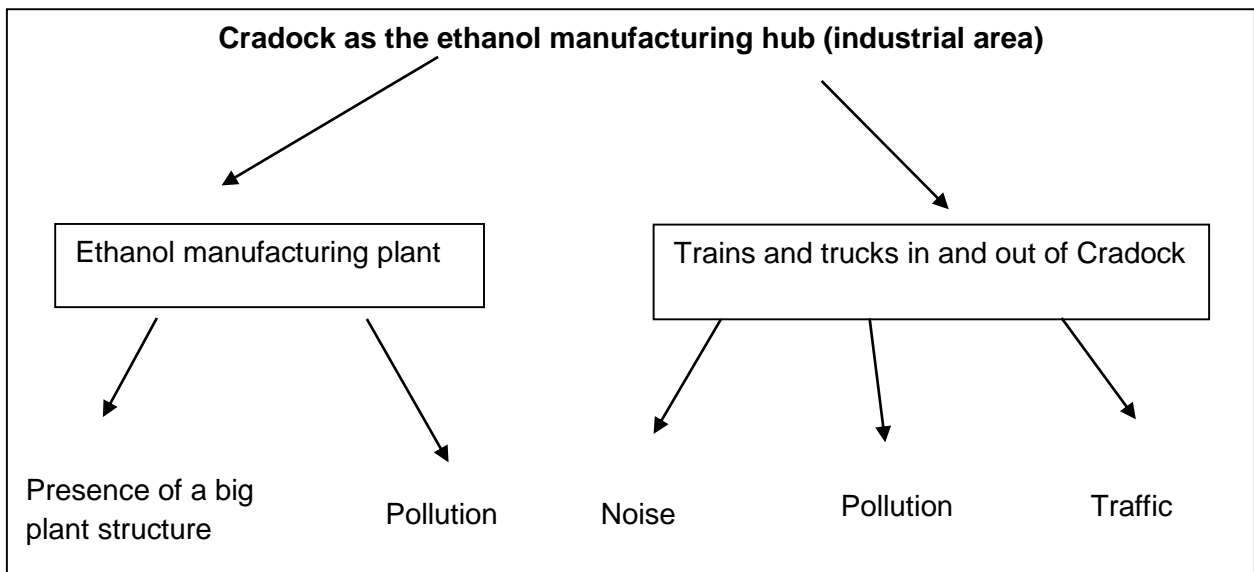 Cradock as the ethanol manufacturing hub (industrial area)
Ethanol manufacturing plant
Trains and trucks in and out of Cradock
Presence of a big
plant structure
Pollution
Noise
Pollution
Traffic